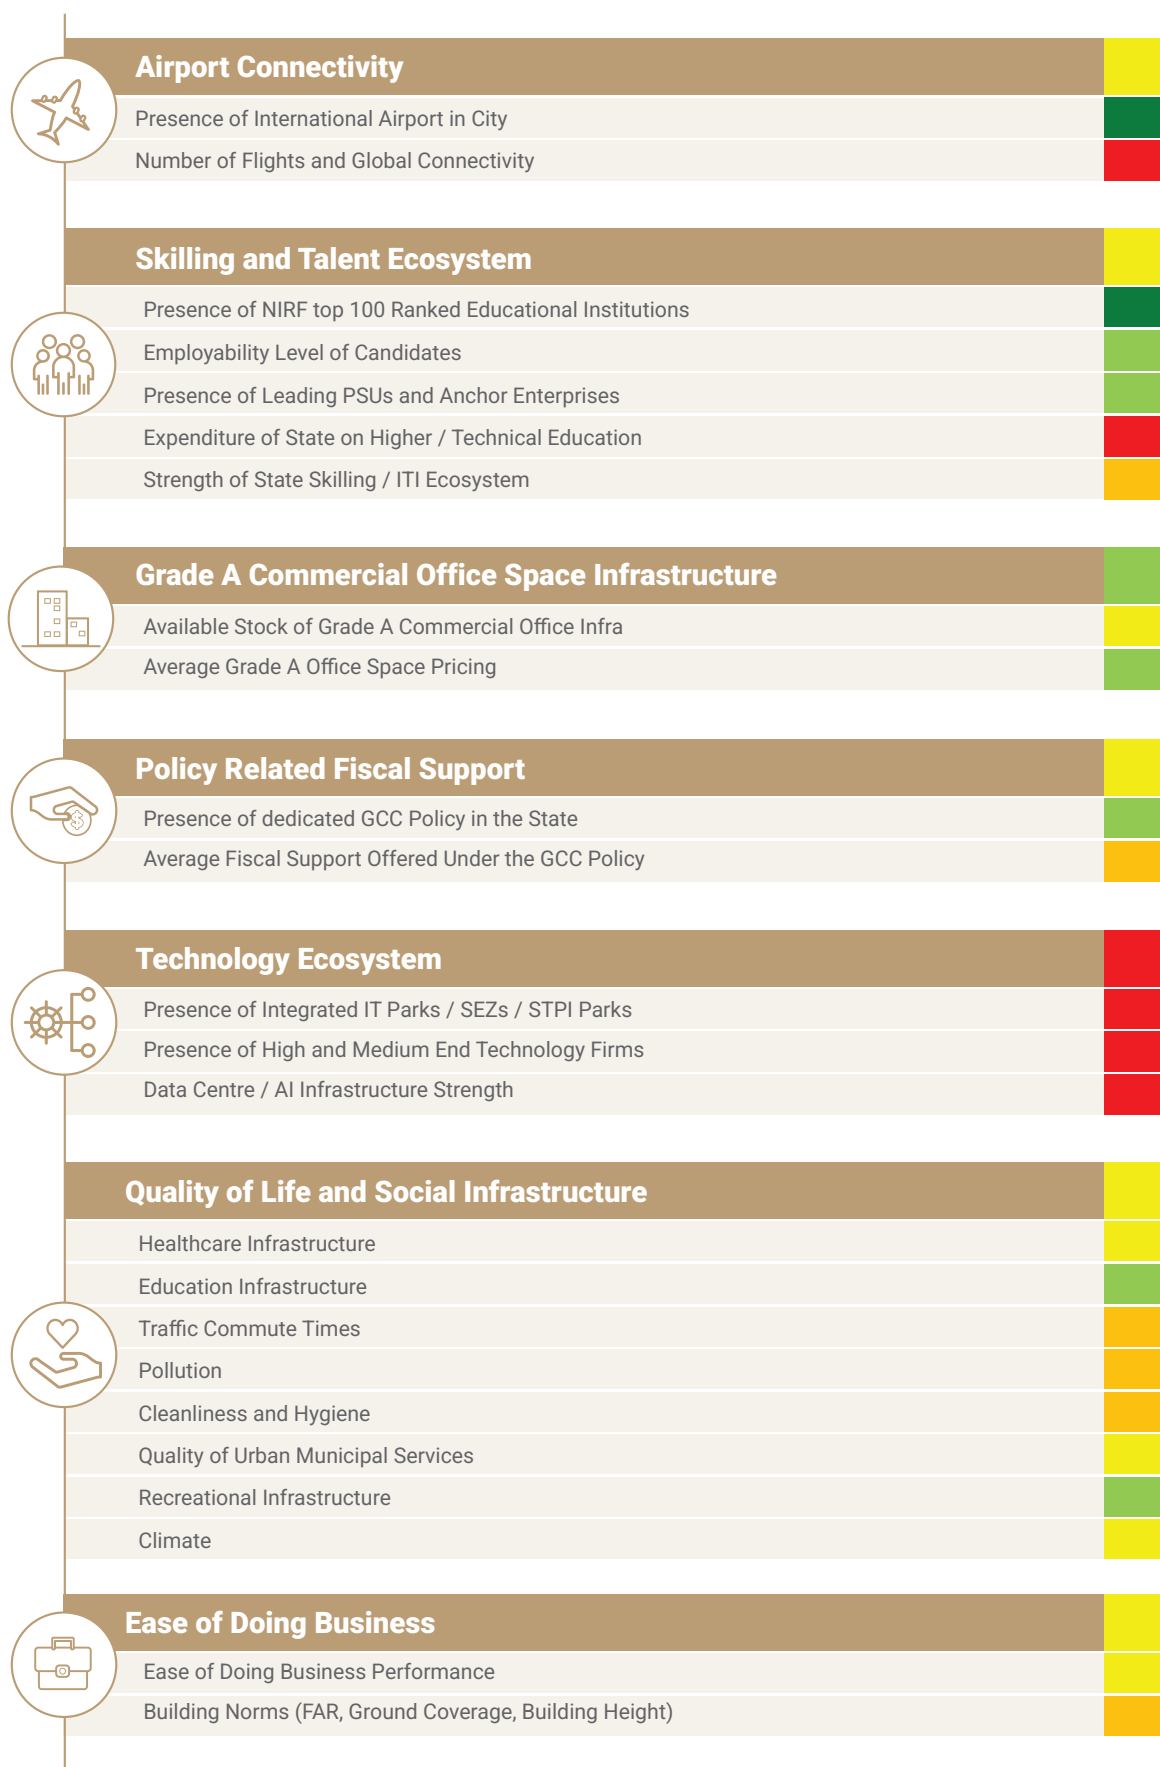 Airport Connectivity
Presence of International Airport in City
Number of Flights and Global Connectivity
Skilling and Talent Ecosystem
Presence of NIRF top 100 Ranked Educational Institutions
Employability Level of Candidates
Presence of Leading PSUs and Anchor Enterprises
Expenditure of State on Higher / Technical Education
Strength of State Skilling / ITI Ecosystem
Grade A Commercial Office Space Infrastructure
Available Stock of Grade A Commercial Office Infra
Average Grade A Office Space Pricing
Policy Related Fiscal Support
$
Presence of dedicated GCC Policy in the State
Average Fiscal Support Offered Under the GCC Policy
Technology Ecosystem
Presence of Integrated IT Parks / SEZs / STPI Parks
Presence of High and Medium End Technology Firms
Data Centre / AI Infrastructure Strength
Quality of Life and Social Infrastructure
Healthcare Infrastructure
Education Infrastructure
Traffic Commute Times
Pollution
Cleanliness and Hygiene
Quality of Urban Municipal Services
Recreational Infrastructure
Climate
Ease of Doing Business
Ease of Doing Business Performance
Building Norms (FAR, Ground Coverage, Building Height)